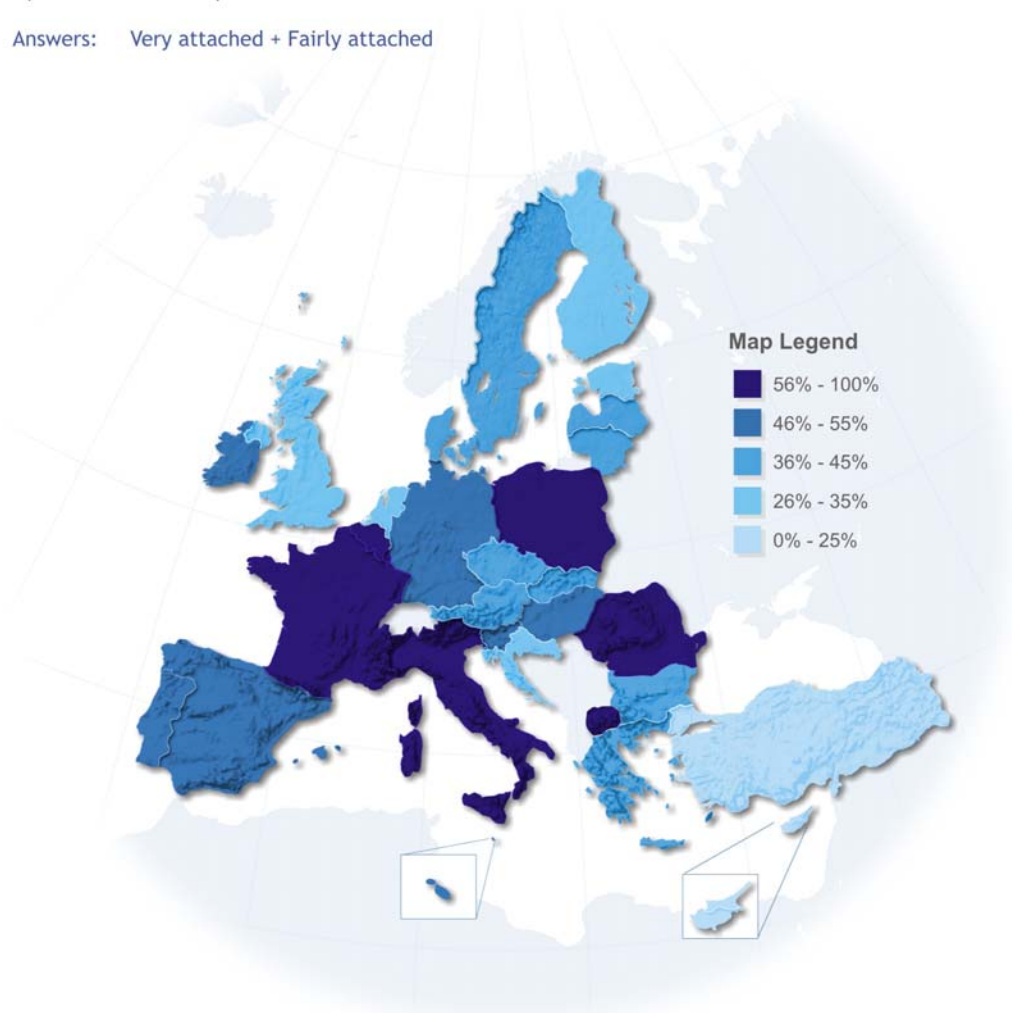 Answers: Very attached + Fairly attached
Map Legend
56% - 100%
46% - 55%
36% - 45%
26% - 35%
0% - 25%